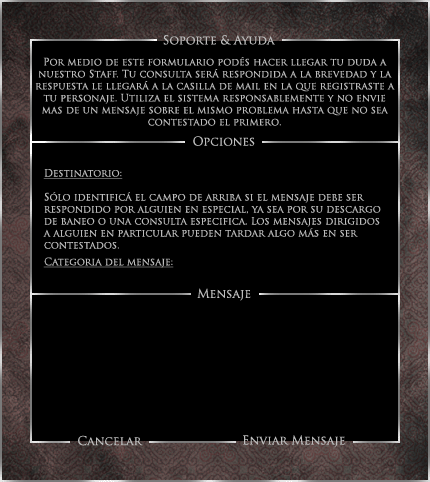 Soporte & Ayuda
Por medio de este formulario podés hacer llegar tu duda a
nuestro Staff. Tu consulta será respondida a la brevedad y la
respuesta le llegará a la casilla de mail en la que registraste a
tu personaje. Utiliza el sistema responsablemente y no envie
mas de un mensaje sobre el mismo problema hasta que no sea
contestado el primero.
Opciones
Destinatorio:
Sólo identificá el campo de arriba si el mensaje debe ser
respondido por alguien en especial, ya sea por su descargo
de baneo o una consulta especifica. Los mensajes dirigidos
a alguien en particular pueden tardar algo más en ser
contestados.
Categoria del mensaje:
Mensaje
Cancelar
Enviar Mensaje